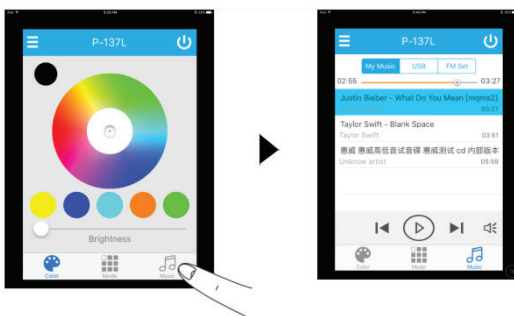 P-137L
Brightness
Color
Mode
Music
P-137L
My Music
USB
FM Set
02:55
03:27
Justin Bieber - What Do You Mean [mqms2]
03:27
Taylor Swift - Blank Space
Taylor Swift
03:51
惠威 惠威高低音试音碟 惠威测试 cd 内部版本
Unknow artist
05:59
Color
Mode
Music